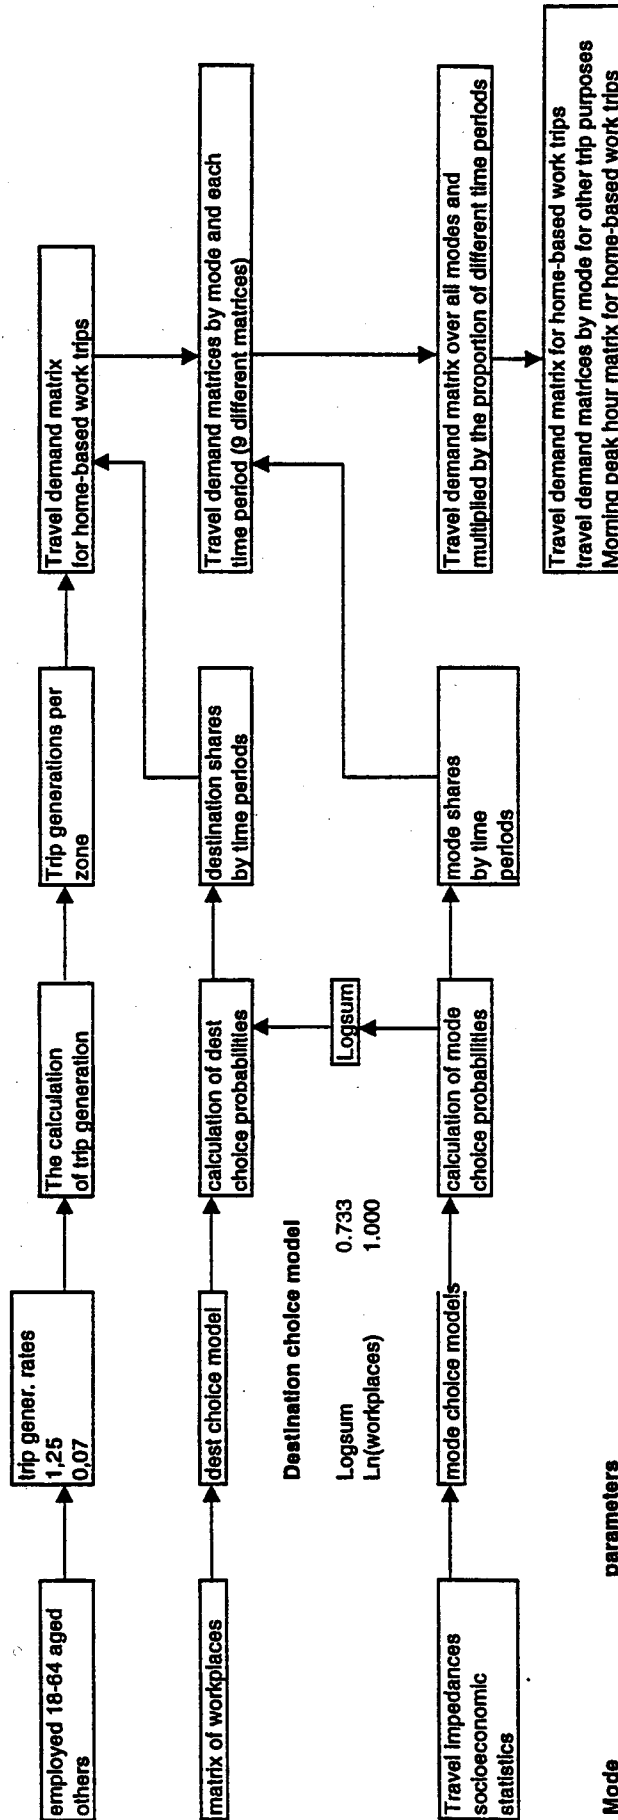 employed 18-64 aged
others
trip gener. rates
1,25
0,07
The calculation
of trip generation
Trip generations per
zone
Travel demand matrix
for home-based work trips
matrix of workplaces
dest choice model
calculation of dest
choice probabilities
destination shares
by time periods
Travel demand matrices by mode and each
time period (9 different matrices)
Destination choice model
Logsum 0.733
Ln(workplaces) 1.000
Logsum
Travel impedances
socioeconomic
statistics
mode choice models
calculation of mode
choice probabilities
mode shares
by time
periods
Travel demand matrix over all modes and
multiplied by the proportion of different time periods
Travel demand matrix for home-based work trips
travel demand matrices by mode for other trip purposes
Morning peak hour matrix for home-based work trips
Mode parameters